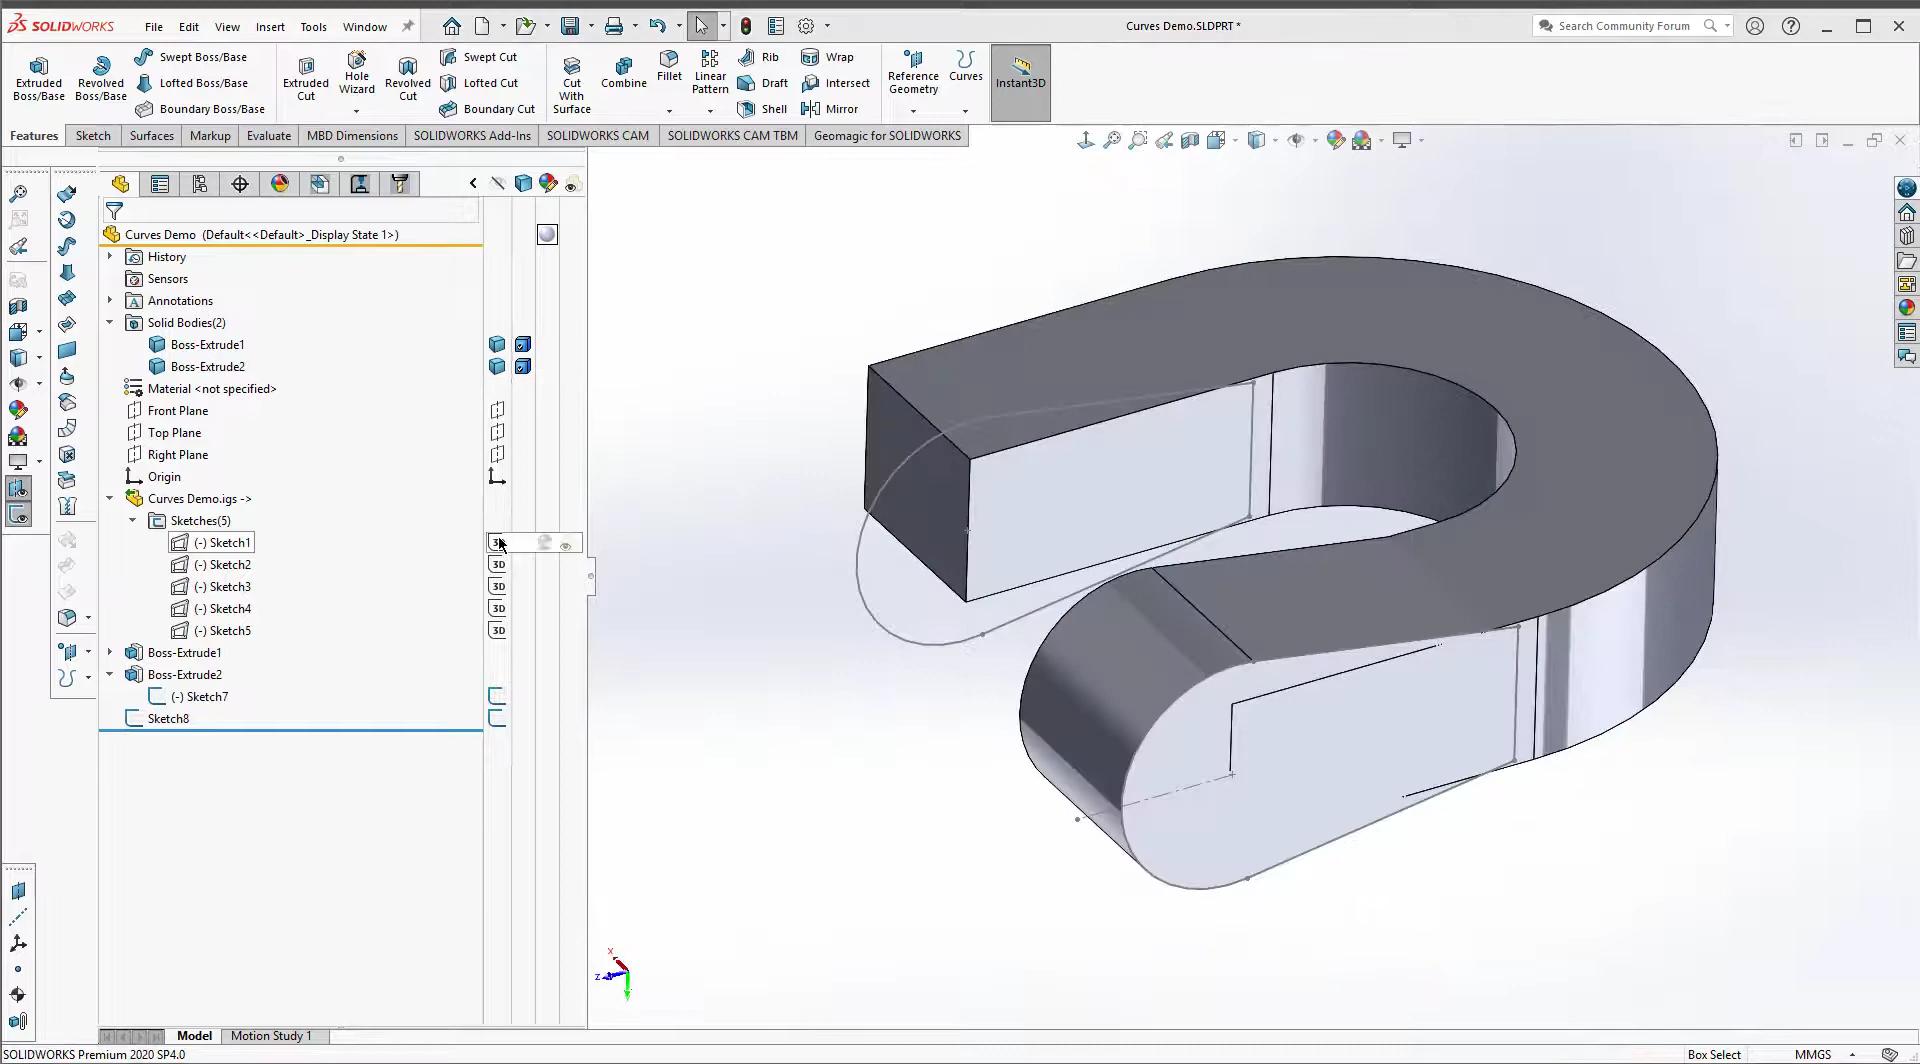 SOLIDWORKS File Edit View Insert Tools Window Curves Demo.SLDPRT * Search Community Forum
Extruded Boss/Base
Revolved Boss/Base
Swept Boss/Base
Lofted Boss/Base
Boundary Boss/Base
Extruded Cut
Hole Wizard
Revolved Cut
Swept Cut
Lofted Cut
Boundary Cut
Cut With Surface
Combine
Fillet
Linear Pattern
Rib
Draft
Shell
Wrap
Intersect
Mirror
Reference Geometry
Curves
Instant3D
Features Sketch Surfaces Markup Evaluate MBD Dimensions SOLIDWORKS Add-Ins SOLIDWORKS CAM SOLIDWORKS CAM TBM Geomagic for SOLIDWORKS
Curves Demo (Default<<Default>_Display State 1>)
History
Sensors
Annotations
Solid Bodies(2)
Boss-Extrude1
Boss-Extrude2
Material <not specified>
Front Plane
Top Plane
Right Plane
Origin
Curves Demo.igs ->
Sketches(5)
(-) Sketch1 3D
(-) Sketch2 3D
(-) Sketch3 3D
(-) Sketch4 3D
(-) Sketch5 3D
Boss-Extrude1
Boss-Extrude2
(-) Sketch7
Sketch8
x
z
Y
Model Motion Study 1
SOLIDWORKS Premium 2020 SP4.0 Box Select MMGS